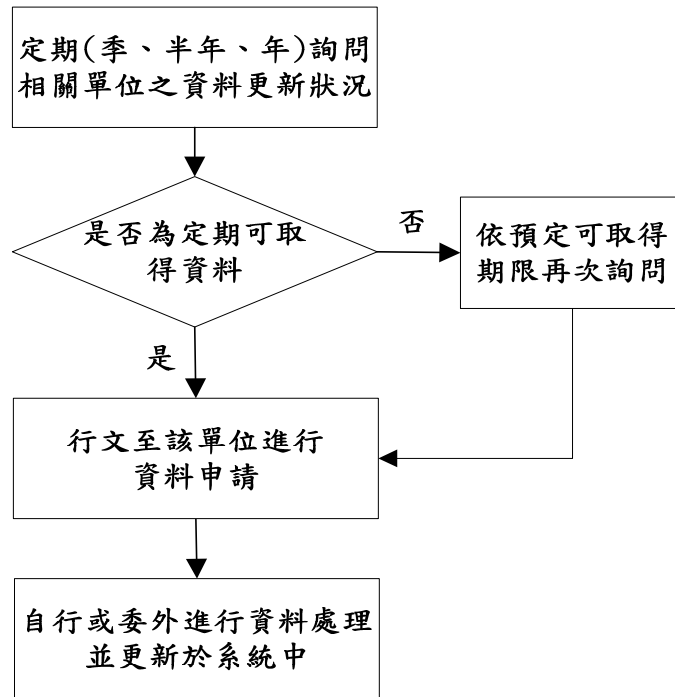 定期(季、半年、年)詢問
相關單位之資料更新狀況
是否為定期可取
得資料
否
依預定可取得
期限再次詢問
是
行文至該單位進行
資料申請
自行或委外進行資料處理
並更新於系統中